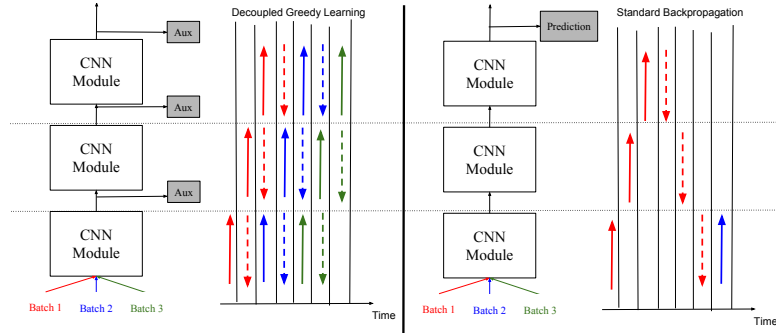 Decoupled Greedy Learning
Aux
CNN
Module
Aux
CNN
Module
Aux
CNN
Module
Batch 1
Batch 2
Batch 3
Time
Standard Backpropagation
Prediction
CNN
Module
CNN
Module
CNN
Module
Batch 1
Batch 2
Batch 3
Time